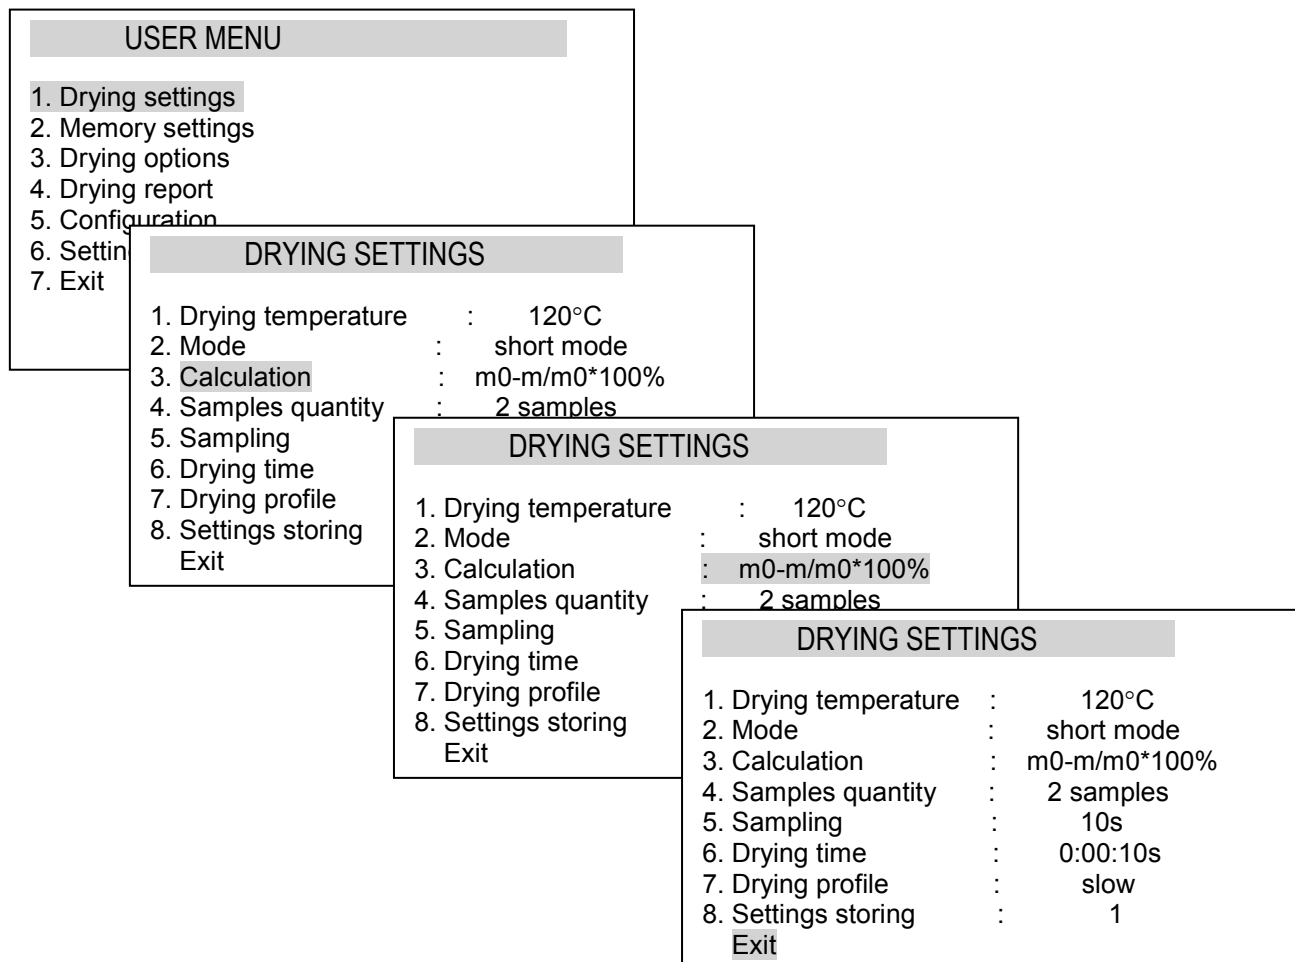 USER MENU
1. Drying settings
2. Memory settings
3. Drying options
4. Drying report
5. Configuration
6. Settin
7. Exit
DRYING SETTINGS
1. Drying temperature : 120°C
2. Mode : short mode
3. Calculation : m0-m/m0*100%
4. Samples quantity : 2 samples
5. Sampling
6. Drying time
7. Drying profile
8. Settings storing
Exit
DRYING SETTINGS
1. Drying temperature : 120°C
2. Mode : short mode
3. Calculation : m0-m/m0*100%
4. Samples quantity : 2 samples
5. Sampling
6. Drying time
7. Drying profile
8. Settings storing
Exit
DRYING SETTINGS
1. Drying temperature : 120°C
2. Mode : short mode
3. Calculation : m0-m/m0*100%
4. Samples quantity : 2 samples
5. Sampling : 10s
6. Drying time : 0:00:10s
7. Drying profile : slow
8. Settings storing : 1
Exit